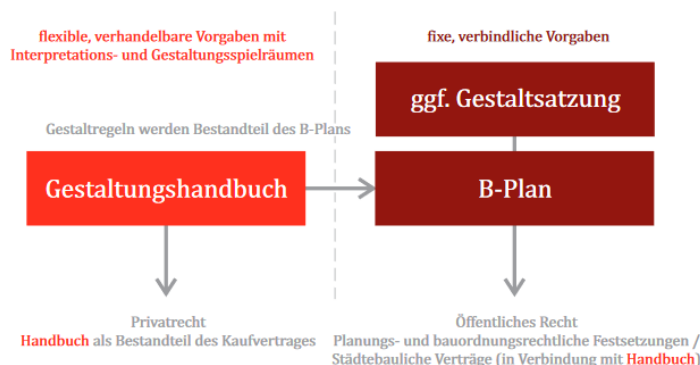 flexible, verhandelbare Vorgaben mit
Interpretations- und Gestaltungsspielräumen
fixe, verbindliche Vorgaben
ggf. Gestaltsatzung
Gestaltregeln werden Bestandteil des B-Plans
Gestaltungshandbuch
B-Plan
Privatrecht
Handbuch als Bestandteil des Kaufvertrages
Öffentliches Recht
Planungs- und bauordnungsrechtliche Festsetzungen /
Städtebauliche Verträge (in Verbindung mit Handbuch)